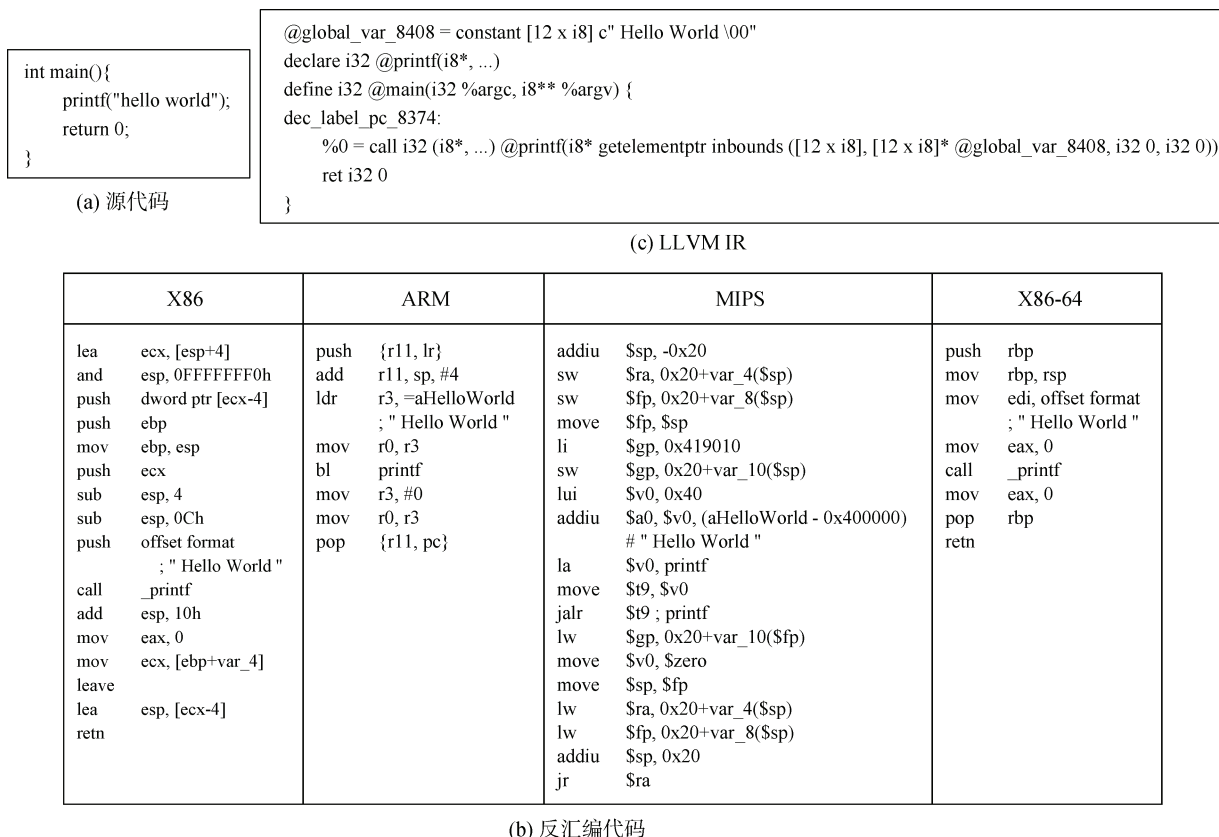 int main(){
printf("hello world");
return 0;
}
(a) 源代码
@global_var_8408 = constant [12 x i8] c" Hello World \00"
declare i32 @printf(i8*, ...)
define i32 @main(i32 %argc, i8** %argv) {
dec_label_pc_8374:
%0 = call i32 (i8*, ...) @printf(i8* getelementptr inbounds ([12 x i8], [12 x i8]* @global_var_8408, i32 0, i32 0))
ret i32 0
}
(c) LLVM IR
X86
lea ecx, [esp+4]
and esp, 0FFFFFFF0h
push dword ptr [ecx-4]
push ebp
mov ebp, esp
push ecx
sub esp, 4
sub esp, 0Ch
push offset format
; " Hello World "
call _printf
add esp, 10h
mov eax, 0
mov ecx, [ebp+var_4]
leave
lea esp, [ecx-4]
retn
ARM
push {r11, lr}
add r11, sp, #4
ldr r3, =aHelloWorld
; " Hello World "
mov r0, r3
bl printf
mov r3, #0
mov r0, r3
pop {r11, pc}
MIPS
addiu $sp, -0x20
sw $ra, 0x20+var_4($sp)
sw $fp, 0x20+var_8($sp)
move $fp, $sp
li $gp, 0x419010
sw $gp, 0x20+var_10($sp)
lui $v0, 0x40
addiu $a0, $v0, (aHelloWorld - 0x400000)
# " Hello World "
la $v0, printf
move $t9, $v0
jalr $t9 ; printf
lw $gp, 0x20+var_10($fp)
move $v0, $zero
move $sp, $fp
lw $ra, 0x20+var_4($sp)
lw $fp, 0x20+var_8($sp)
addiu $sp, 0x20
jr $ra
X86-64
push rbp
mov rbp, rsp
mov edi, offset format
; " Hello World "
mov eax, 0
call _printf
mov eax, 0
pop rbp
retn
(b) 反汇编代码